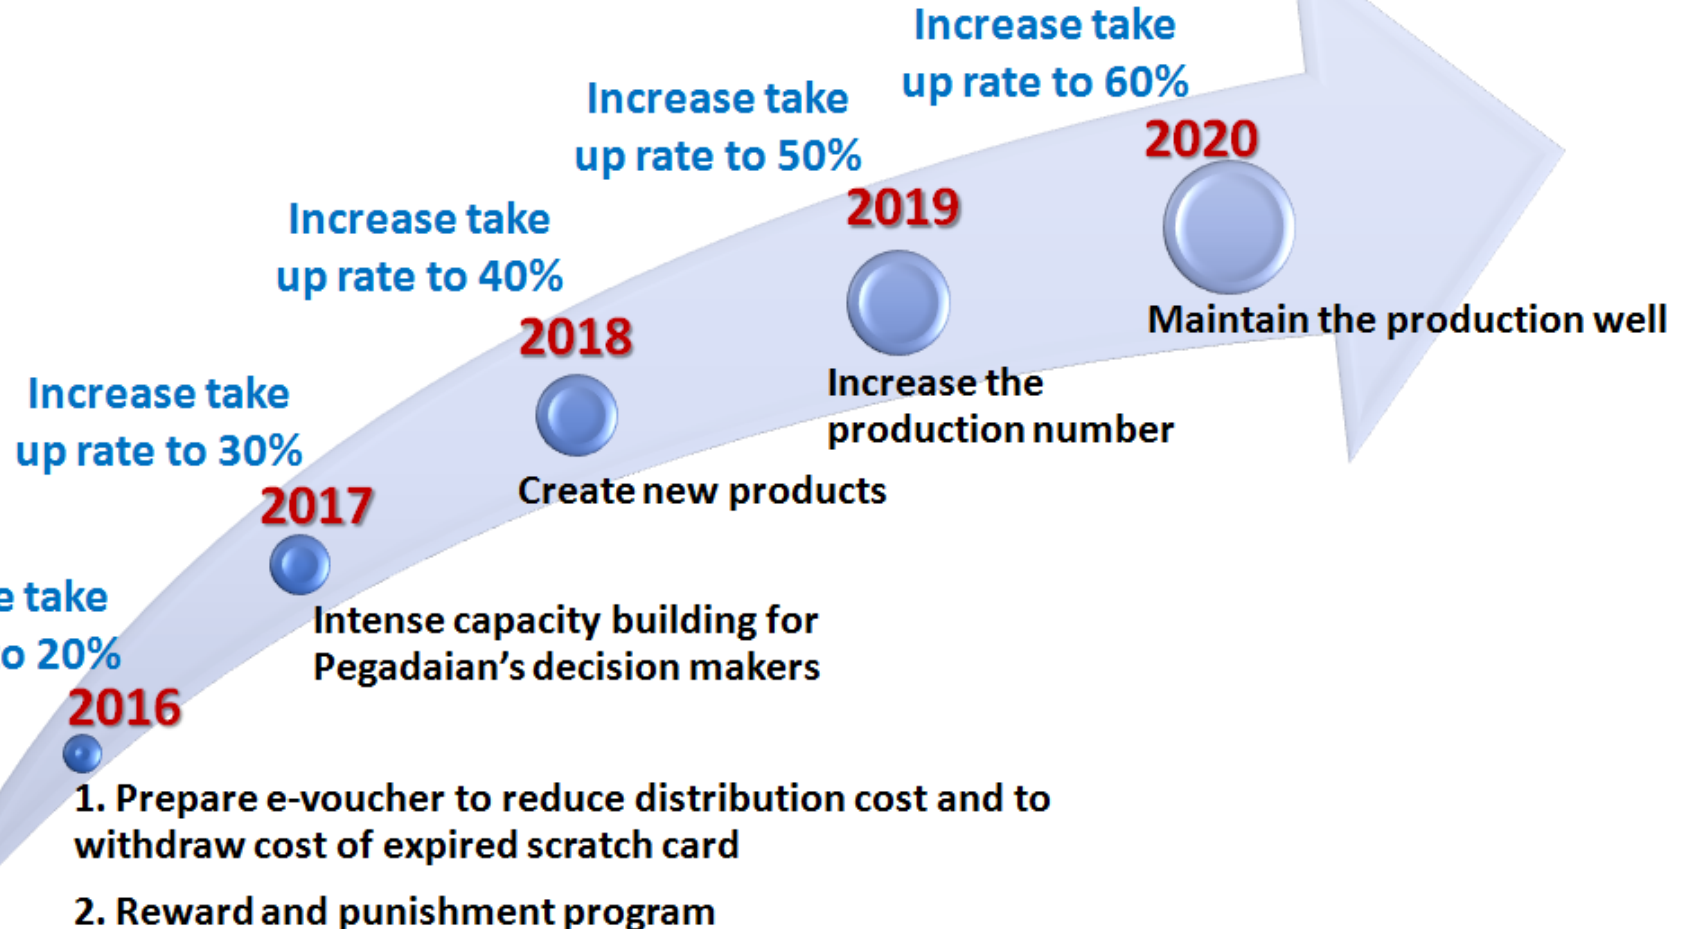 Increase take
up rate to 60%
2020
Maintain the production well
Increase take
up rate to 50%
2019
Increase the
production number
Increase take
up rate to 40%
2018
Create new products
Increase take
up rate to 30%
2017
Intense capacity building for
Pegadaian’s decision makers
e take
o 20%
2016
1. Prepare e-voucher to reduce distribution cost and to
withdraw cost of expired scratch card
2. Reward and punishment program